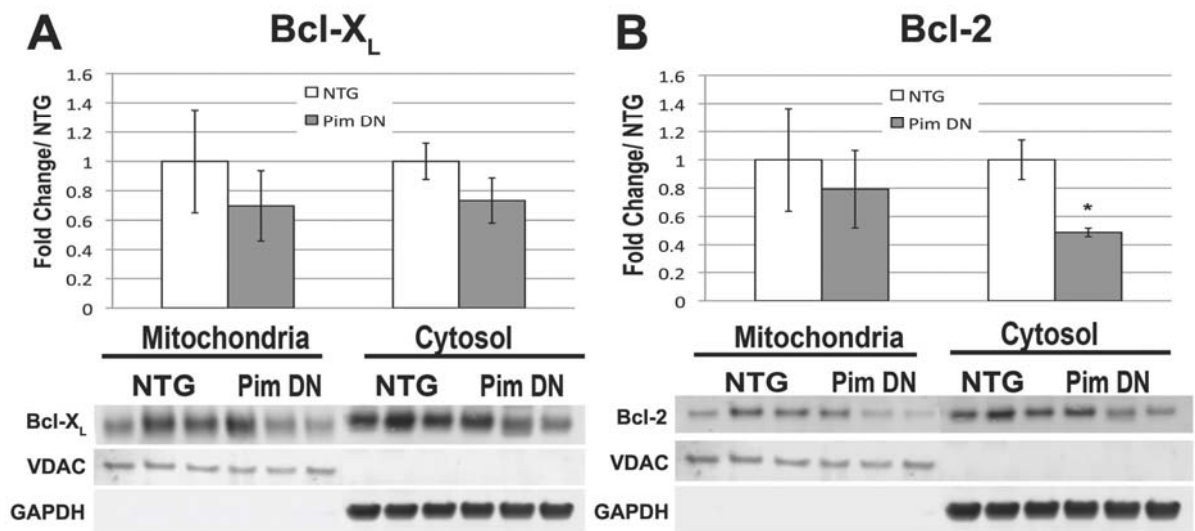 A
Bcl-XL
1.6
1.4
1.2
1
0.8
0.6
0.4
0.2
0
Fold Change/ NTG
NTG
Pim DN
Mitochondria
Cytosol
NTG
Pim DN
NTG
Pim DN
Bcl-XL
VDAC
GAPDH
B
Bcl-2
1.6
1.4
1.2
1
0.8
0.6
0.4
0.2
0
Fold Change/ NTG
NTG
Pim DN
*
Mitochondria
Cytosol
NTG
Pim DN
NTG
Pim DN
Bcl-2
VDAC
GAPDH